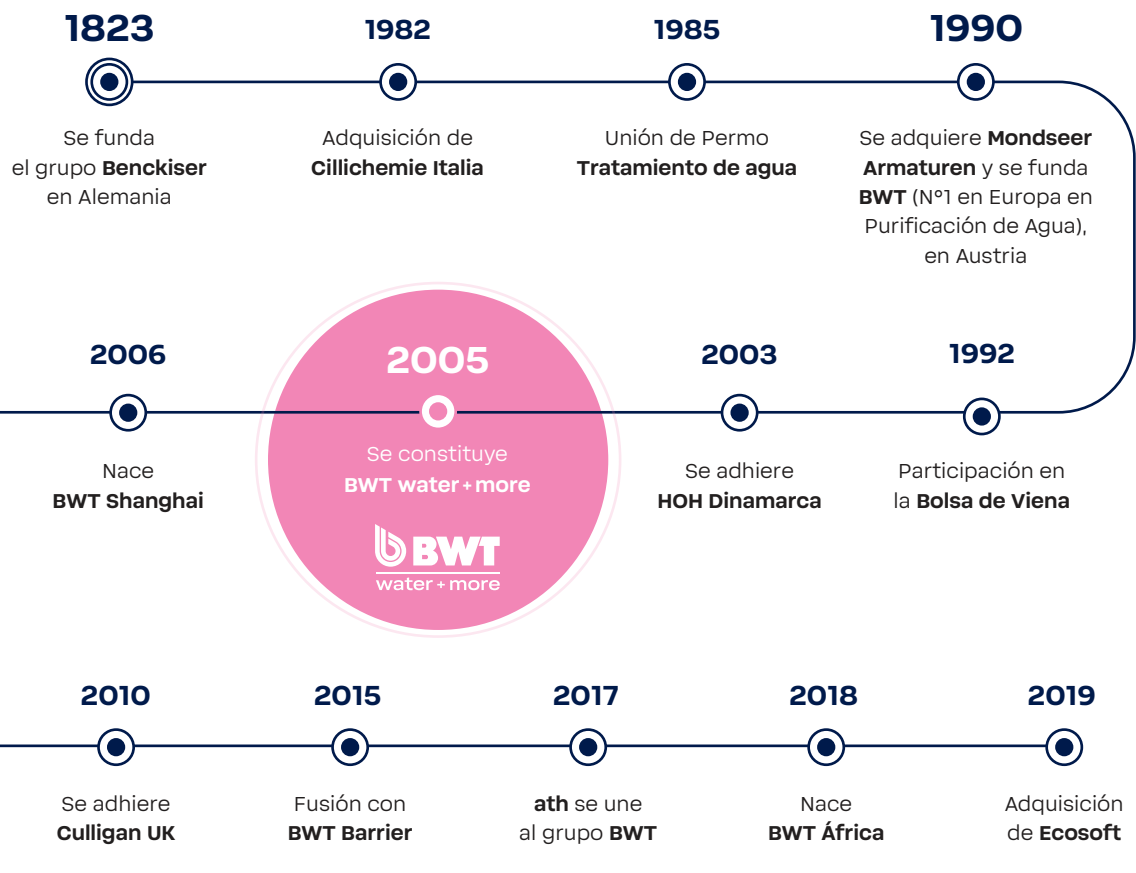 1823
Se funda
el grupo Benckiser
en Alemania
1982
Adquisición de
Cillichemie Italia
1985
Unión de Permo
Tratamiento de agua
1990
Se adquiere Mondseer
Armaturen y se funda
BWT (Nº1 en Europa en
Purificación de Agua),
en Austria
1992
Participación en
la Bolsa de Viena
2003
Se adhiere
HOH Dinamarca
2005
Se constituye
BWT water+more
BWT
water+more
2006
Nace
BWT Shanghai
2010
Se adhiere
Culligan UK
2015
Fusión con
BWT Barrier
2017
ath se une
al grupo BWT
2018
Nace
BWT África
2019
Adquisición
de Ecosoft